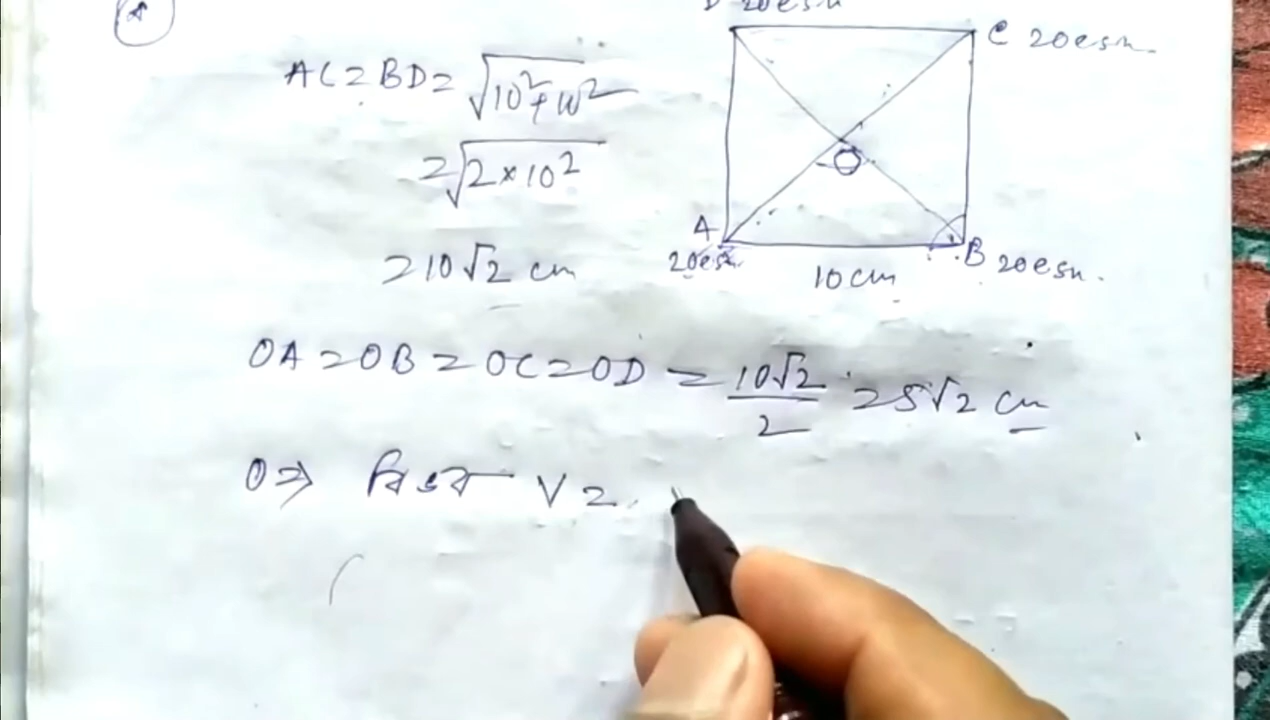 D 20esu
C 20esu.
AC=BD=√10²+10²
=√2×10²
A
20esu.
B 20esu.
=10√2 cm
10cm
OA=OB=OC=OD = 10√2/2 =5√2 cm
O⇒ বিভব V=
O